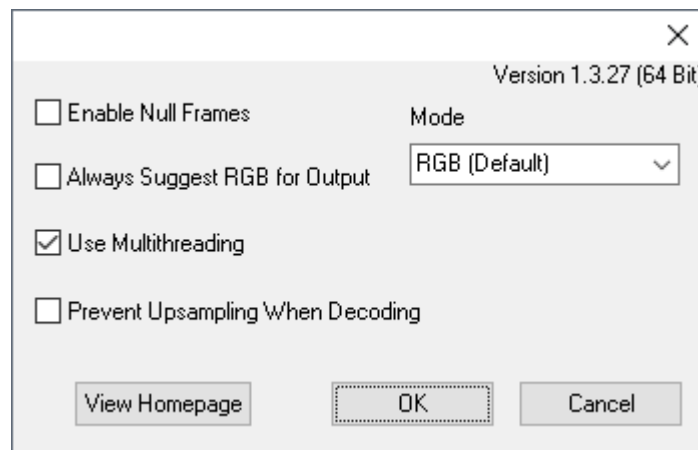 Version 1.3.27 (64 Bit
Enable Null Frames
Mode
Always Suggest RGB for Output
RGB (Default)
Use Multithreading
Prevent Upsampling When Decoding
View Homepage
OK
Cancel